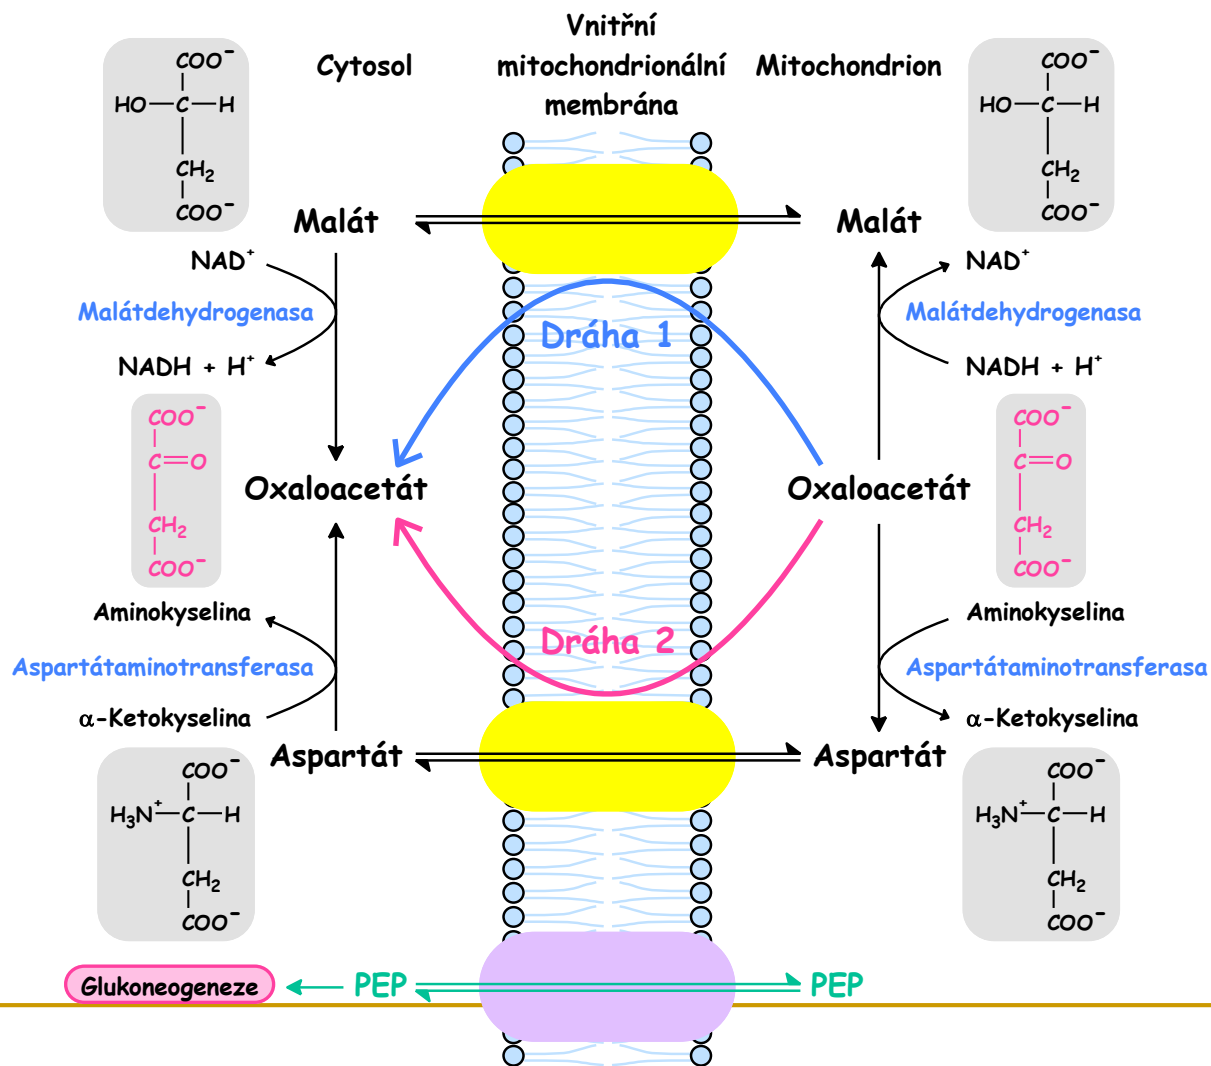 Vnitřní
mitochondrionální
membrána
Cytosol
Mitochondrion
COO⁻
HO—C—H
CH₂
COO⁻
COO⁻
HO—C—H
CH₂
COO⁻
Malát
Malát
NAD⁺
NAD⁺
Malátdehydrogenasa
Malátdehydrogenasa
Dráha 1
NADH + H⁺
NADH + H⁺
COO⁻
C=O
CH₂
COO⁻
Oxaloacetát
Oxaloacetát
COO⁻
C=O
CH₂
COO⁻
Aminokyselina
Aminokyselina
Dráha 2
Aspartátaminotransferasa
Aspartátaminotransferasa
α-Ketokyselina
α-Ketokyselina
Aspartát
Aspartát
COO⁻
H₃N⁺—C—H
CH₂
COO⁻
COO⁻
H₃N⁺—C—H
CH₂
COO⁻
Glukoneogeneze
PEP
PEP